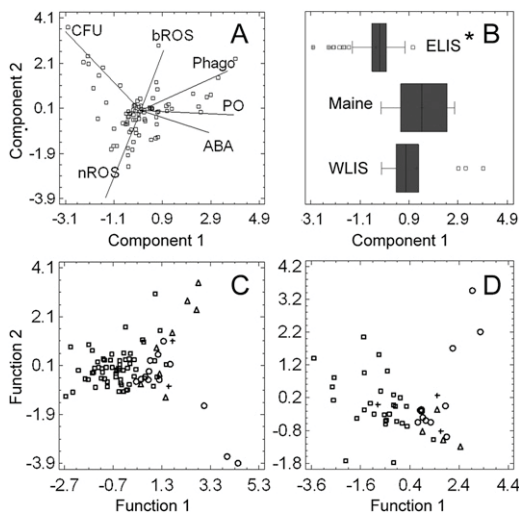 A
CFU
bROS
Phago
PO
ABA
nROS
4.1
2.1
0.1
-1.9
-3.9
Component 2
-3.1 -1.1 0.9 2.9 4.9
Component 1
B
ELIS *
Maine
WLIS
-3.1 -1.1 0.9 2.9 4.9
Component 1
C
4.1
2.1
0.1
-1.9
-3.9
Function 2
-2.7 -0.7 1.3 3.3 5.3
Function 1
D
4.2
3.2
2.2
1.2
0.2
-0.8
-1.8
-3.6 -1.6 0.4 2.4 4.4
Function 1